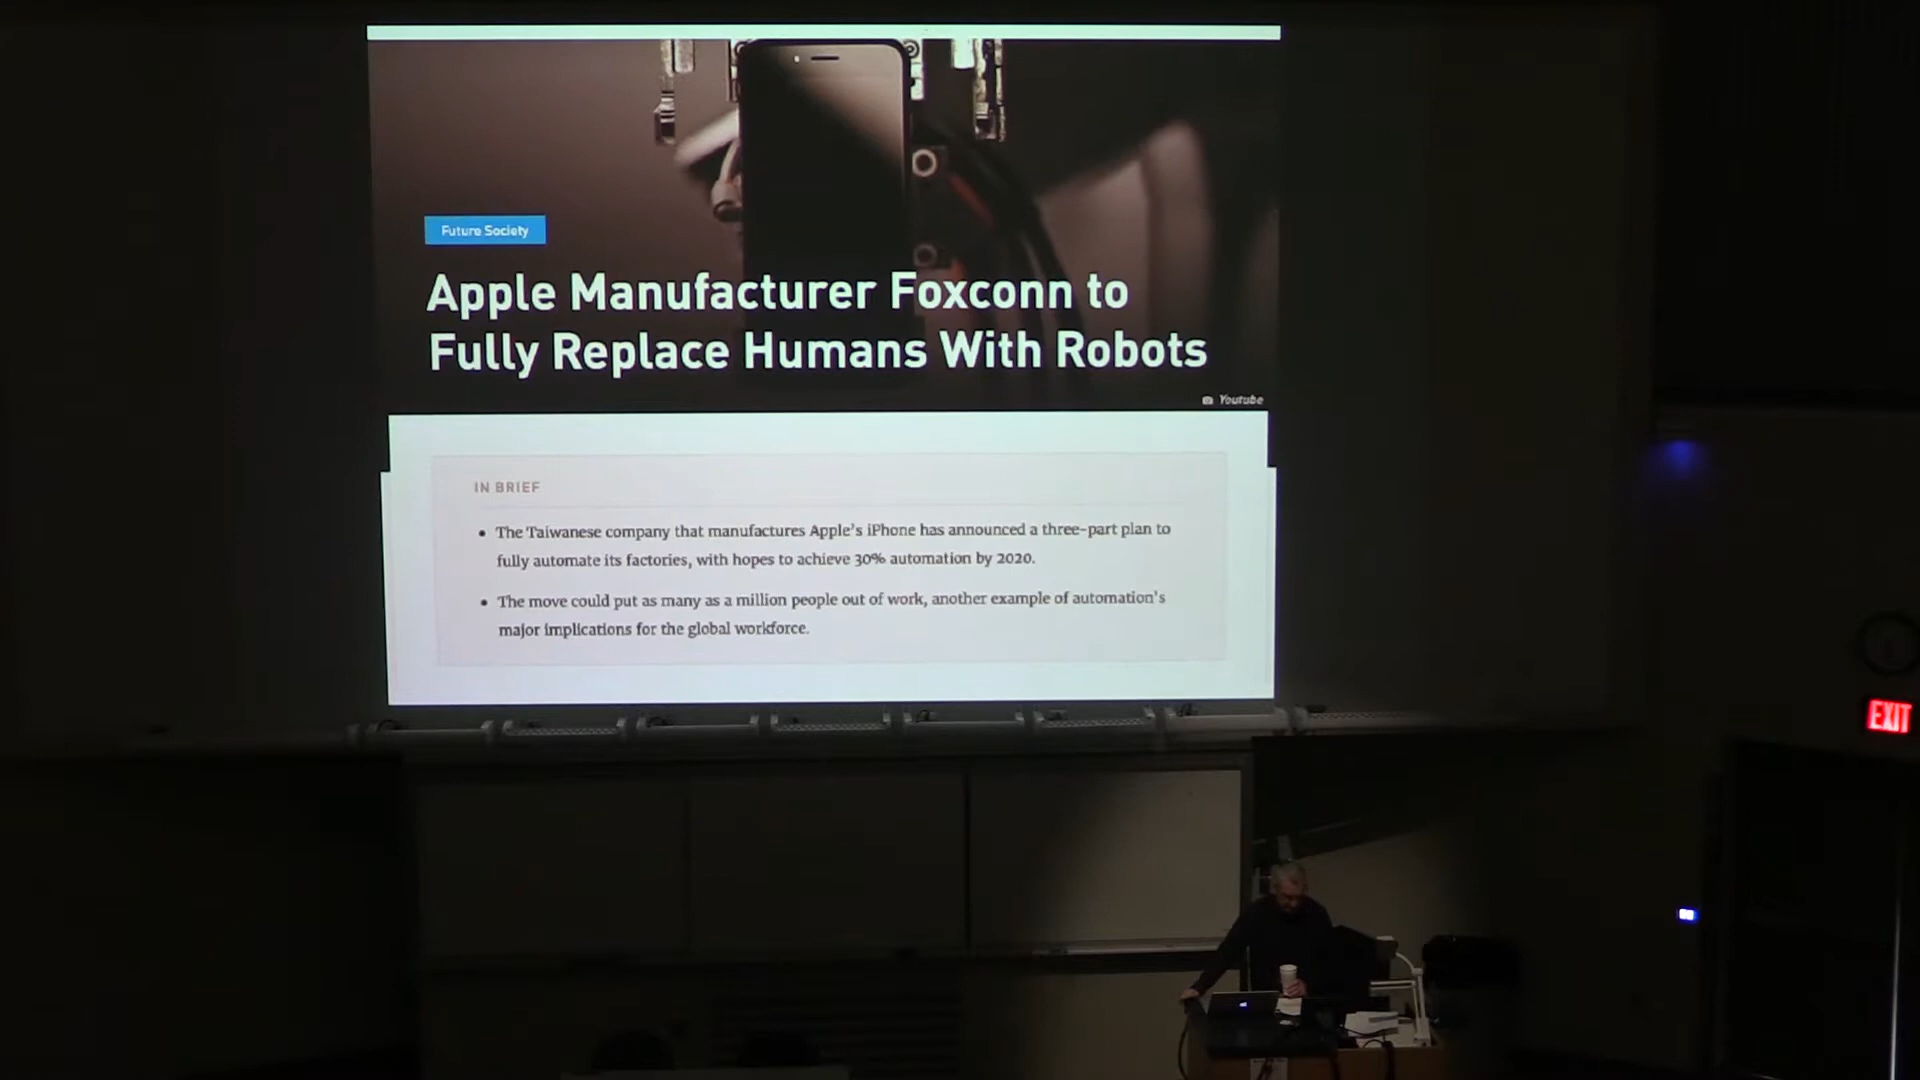 Future Society
Apple Manufacturer Foxconn to
Fully Replace Humans With Robots
Youtube
IN BRIEF
• The Taiwanese company that manufactures Apple's iPhone has announced a three-part plan to
fully automate its factories, with hopes to achieve 30% automation by 2020.
• The move could put as many as a million people out of work, another example of automation's
major implications for the global workforce.
EXIT